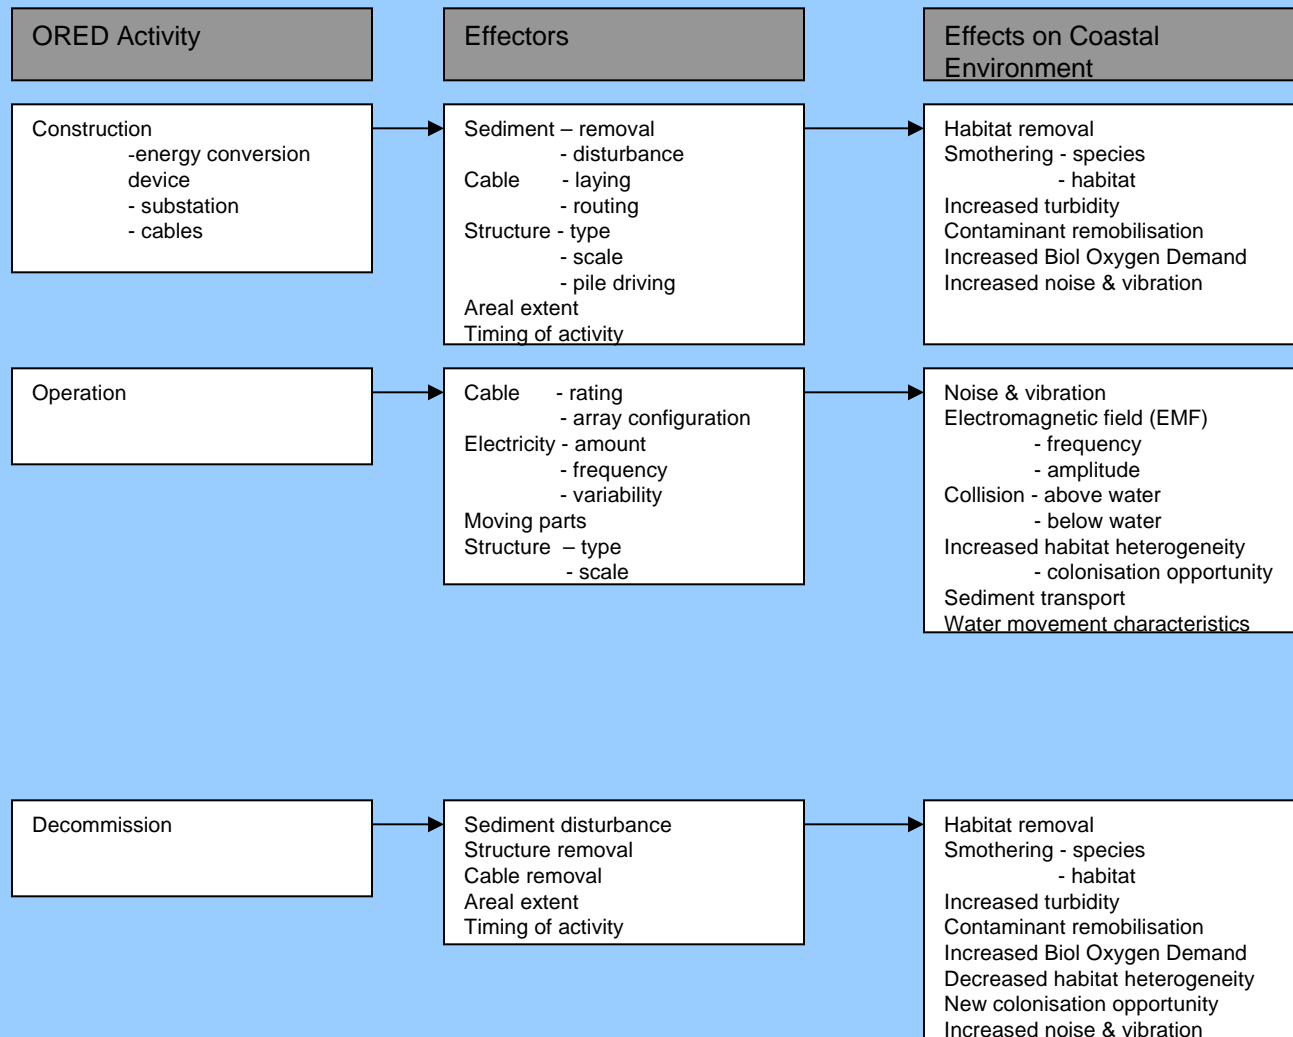 ORED Activity
Effectors
Effects on Coastal
Environment
Construction
-energy conversion
device
- substation
- cables
Sediment – removal
- disturbance
Cable - laying
- routing
Structure - type
- scale
- pile driving
Areal extent
Timing of activity
Habitat removal
Smothering - species
- habitat
Increased turbidity
Contaminant remobilisation
Increased Biol Oxygen Demand
Increased noise & vibration
Operation
Cable - rating
- array configuration
Electricity - amount
- frequency
- variability
Moving parts
Structure – type
- scale
Noise & vibration
Electromagnetic field (EMF)
- frequency
- amplitude
Collision - above water
- below water
Increased habitat heterogeneity
- colonisation opportunity
Sediment transport
Water movement characteristics
Decommission
Sediment disturbance
Structure removal
Cable removal
Areal extent
Timing of activity
Habitat removal
Smothering - species
- habitat
Increased turbidity
Contaminant remobilisation
Increased Biol Oxygen Demand
Decreased habitat heterogeneity
New colonisation opportunity
Increased noise & vibration